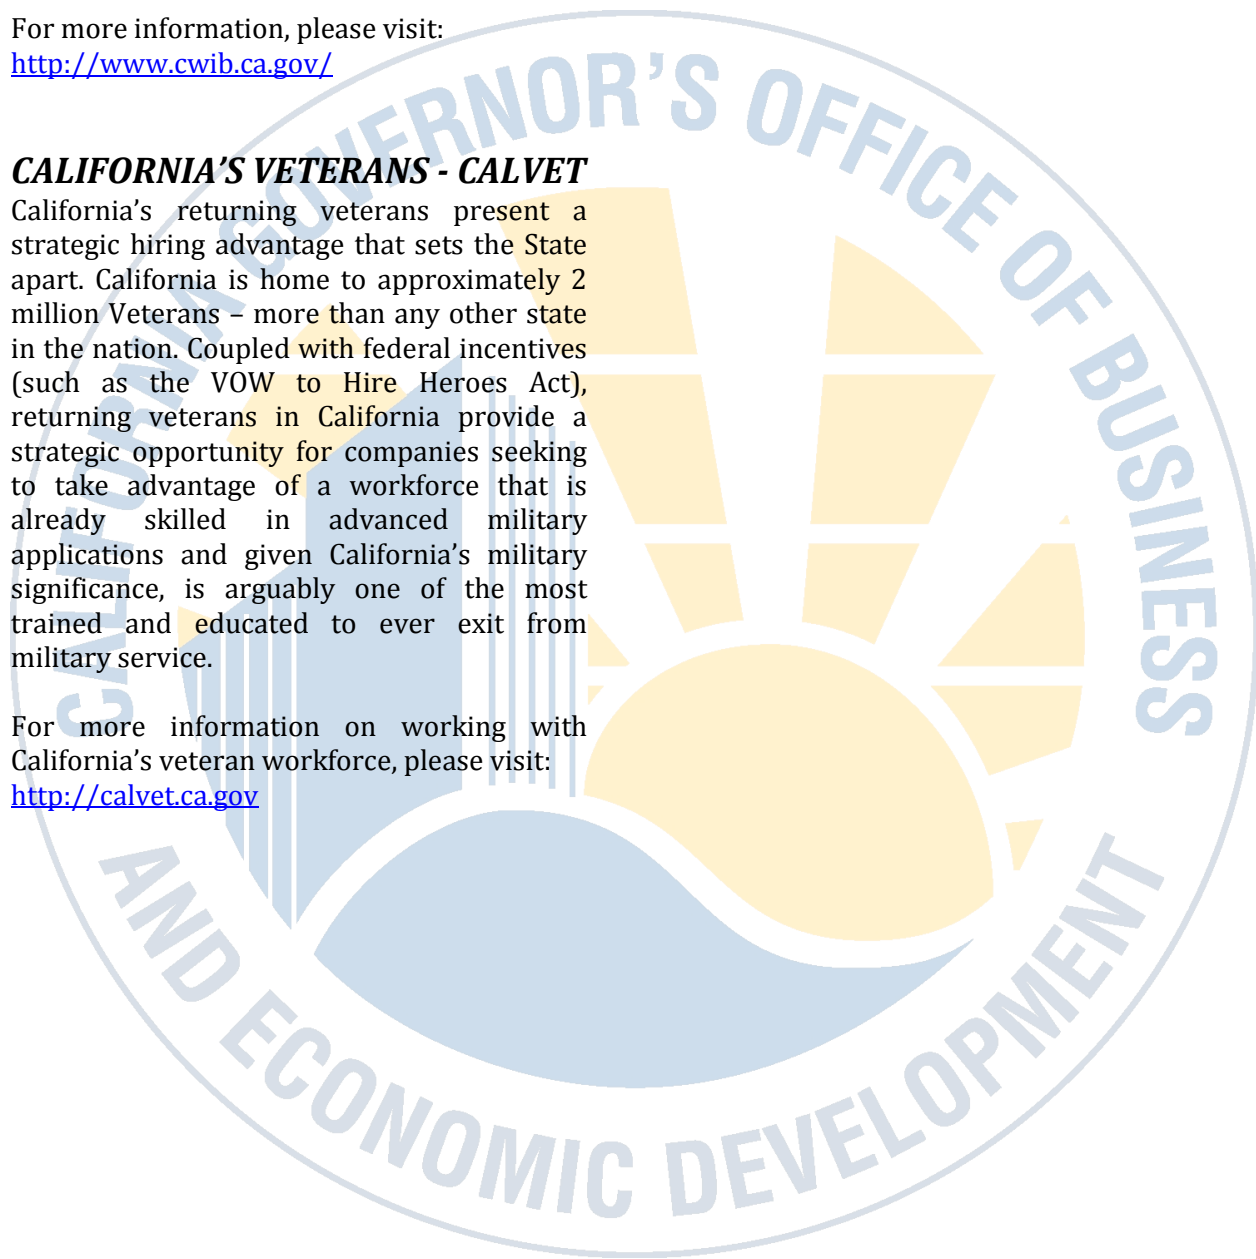 For more information, please visit:
http://www.cwib.ca.gov/
CALIFORNIA’S VETERANS - CALVET
California’s returning veterans present a
strategic hiring advantage that sets the State
apart. California is home to approximately 2
million Veterans – more than any other state
in the nation. Coupled with federal incentives
(such as the VOW to Hire Heroes Act),
returning veterans in California provide a
strategic opportunity for companies seeking
to take advantage of a workforce that is
already skilled in advanced military
applications and given California’s military
significance, is arguably one of the most
trained and educated to ever exit from
military service.
For more information on working with
California’s veteran workforce, please visit:
http://calvet.ca.gov
CALIFORNIA GOVERNOR’S OFFICE OF BUSINESS
AND ECONOMIC DEVELOPMENT